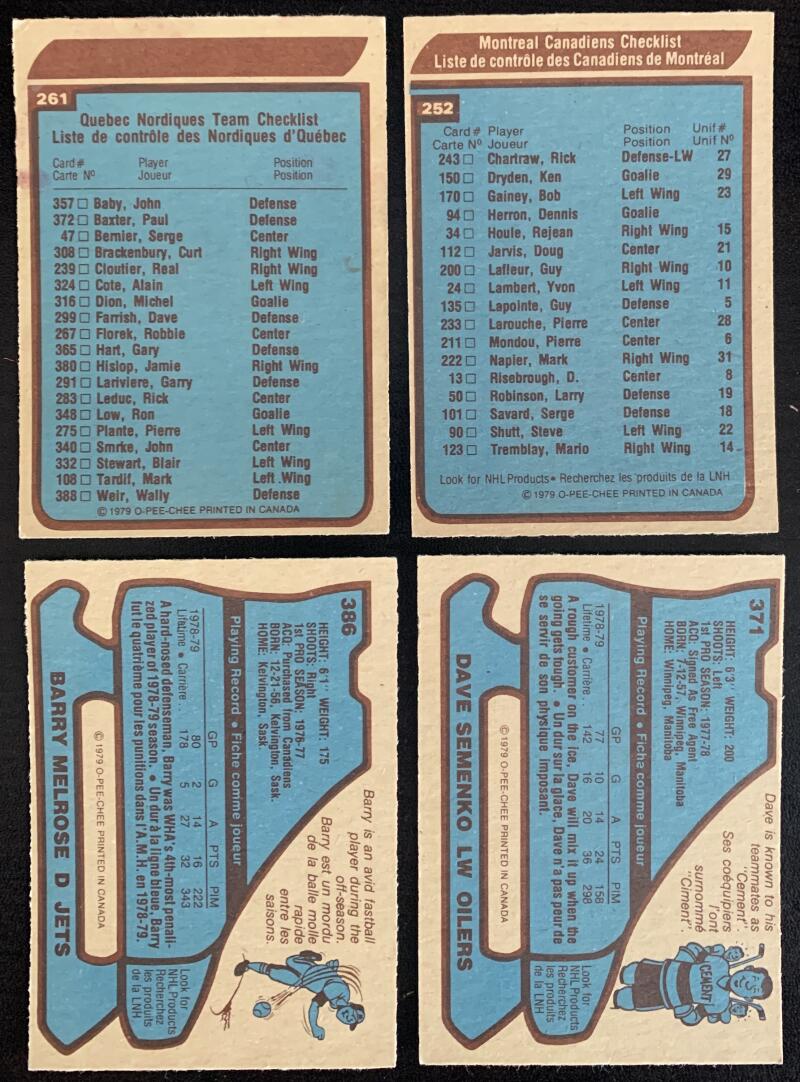 261
Quebec Nordiques Team Checklist
Liste de contrôle des Nordiques d'Québec
Card # Player Position
Carte Nº Joueur Position
357 Baby, John Defense
372 Baxter, Paul Defense
47 Bernier, Serge Center
308 Brackenbury, Curt Right Wing
239 Cloutier, Real Right Wing
324 Cote, Alain Left Wing
316 Dion, Michel Goalie
299 Farrish, Dave Defense
267 Florek, Robbie Center
365 Hart, Gary Defense
380 Hislop, Jamie Right Wing
291 Lariviere, Garry Defense
283 Leduc, Rick Center
348 Low, Ron Goalie
275 Plante, Pierre Left Wing
340 Smrke, John Center
332 Stewart, Blair Left Wing
108 Tardif, Mark Left .Wing
388 Weir, Wally Defense
© 1979 O-PEE-CHEE PRINTED IN CANADA
Montreal Canadiens Checklist
Liste de contrôle des Canadiens de Montréal
252
Card # Player Position Unif #
Carte Nº Joueur Position Unif Nº
243 Chartraw, Rick Defense-LW 27
150 Dryden, Ken Goalie 29
170 Gainey, Bob Left Wing 23
94 Herron, Dennis Goalie
34 Houle, Rejean Right Wing 15
112 Jarvis, Doug Center 21
200 Lafleur, Guy Right Wing 10
24 Lambert, Yvon Left Wing 11
135 Lapointe, Guy Defense 5
233 Larouche, Pierre Center 28
211 Mondou, Pierre Center 6
222 Napier, Mark Right Wing 31
13 Risebrough, D. Center 8
50 Robinson, Larry Defense 19
101 Savard, Serge Defense 18
90 Shutt, Steve Left Wing 22
123 Tremblay, Mario Right Wing 14
Look for NHL Products • Recherchez les produits de la LNH
© 1979 O-PEE-CHEE PRINTED IN CANADA
386
HEIGHT: 6'1" WEIGHT: 175
SHOOTS: Right
1st PRO SEASON: 1976-77
ACQ: Purchased from Canadiens
BORN: 12-21-56, Kelvington, Sask.
HOME: Kelvington, Sask.
Barry is an avid fastball
player during the
off-season.
Barry est un mordu
de la balle molle
rapide
entre les
saisons.
Playing Record • Fiche comme joueur
GP G A PTS PIM
1978-79 80 2 14 16 222
Lifetime • Carrière . . 178 5 27 32 343
A hard-nosed defenseman, Barry was WHA's 4th-most penali-
zed player of 1978-79 season. • Un dur à la ligne bleue, Barry
fut le quatrième pour les punitions dans l'A.M.H. en 1978-79.
Look for
NHL Products
Recherchez
les produits
de la LNH
© 1979 O-PEE-CHEE PRINTED IN CANADA
BARRY MELROSE D JETS
371
HEIGHT: 6'3" WEIGHT: 200
SHOOTS: Left
1st PRO SEASON: 1977-78
ACQ: Signed As Free Agent
BORN: 7-12-57, Winnipeg, Manitoba
HOME: Winnipeg, Manitoba
Dave is known to his
teammates as
"Cement".
Ses coéquipiers
l'ont
surnommé
"Ciment".
CEMENT
Playing Record • Fiche comme joueur
GP G A PTS PIM
1978-79 77 10 14 24 158
Lifetime • Carrière . . 142 16 20 36 298
A rough customer on the ice, Dave will mix it up when the
going gets tough. • Un dur sur la glace, Dave n'a pas peur de
se servir de son physique imposant.
Look for
NHL Products
Recherchez
les produits
de la LNH
© 1979 O-PEE-CHEE PRINTED IN CANADA
DAVE SEMENKO LW OILERS